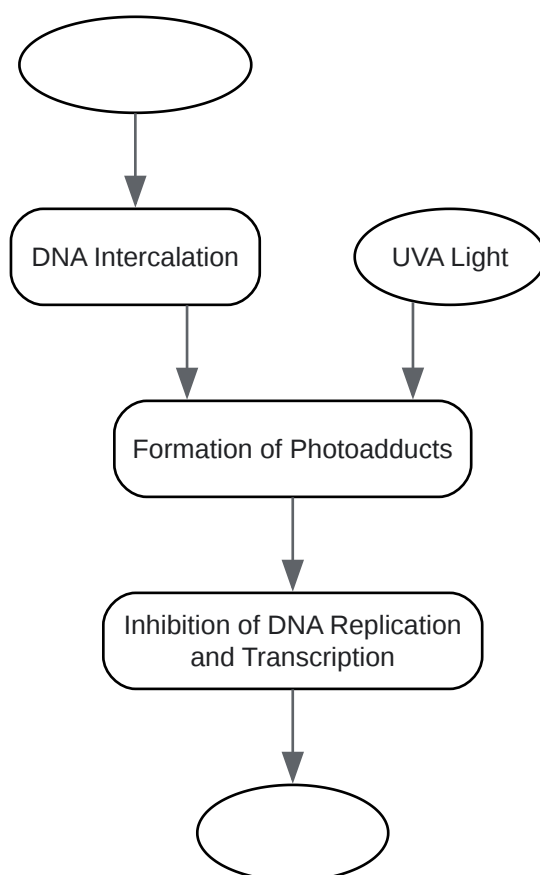 DNA Intercalation
UVA Light
Formation of Photoadducts
Inhibition of DNA Replication
and Transcription